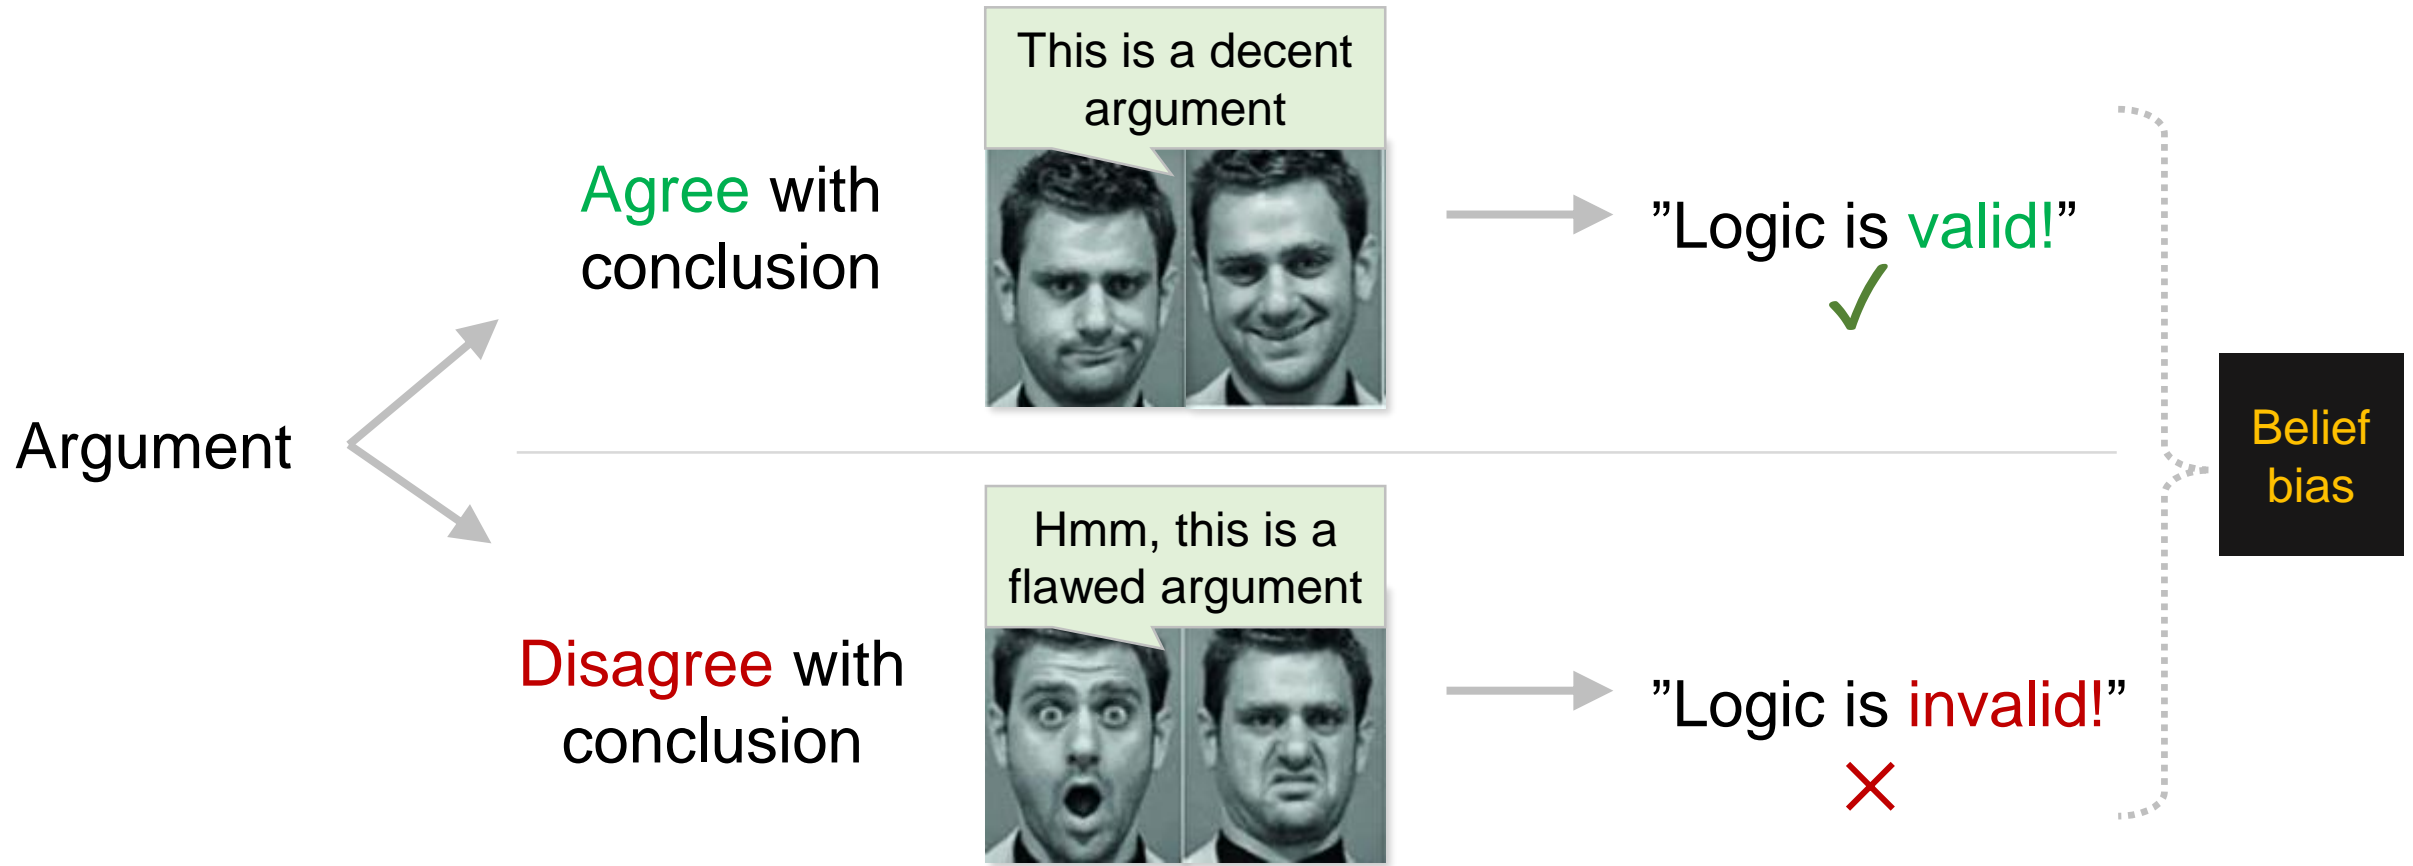 This is a decent
argument
Agree with
conclusion
”Logic is valid!”
Argument
Belief
bias
Hmm, this is a
flawed argument
Disagree with
conclusion
”Logic is invalid!”